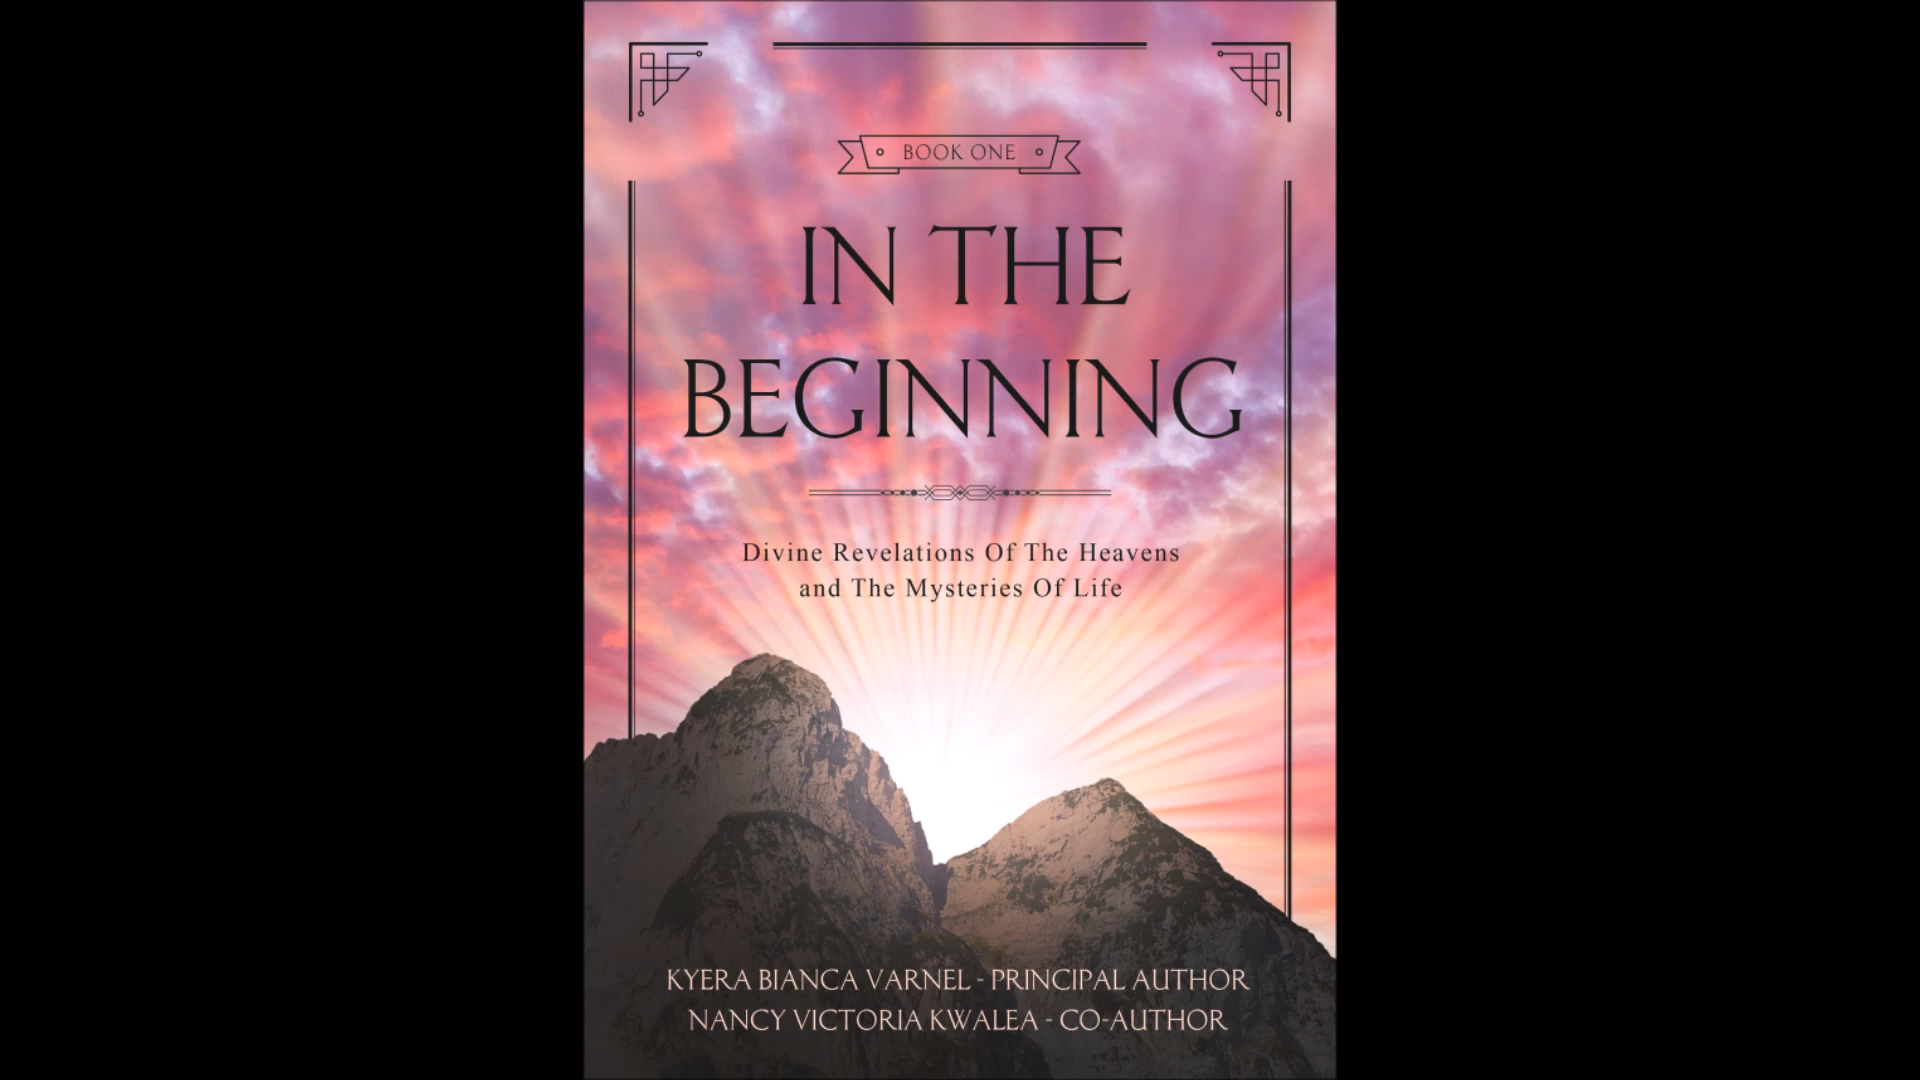 BOOK ONE
IN THE
BEGINNING
Divine Revelations Of The Heavens
and The Mysteries Of Life
KYERA BIANCA VARNEL - PRINCIPAL AUTHOR
NANCY VICTORIA KWALEA - CO-AUTHOR